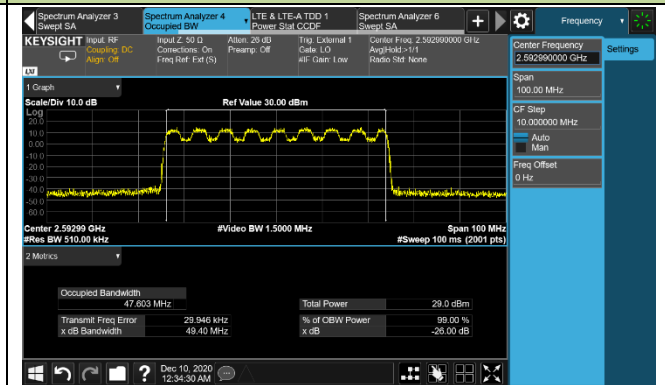 Spectrum Analyzer 3
Swept SA
Spectrum Analyzer 4
Occupied BW
LTE & LTE-A TDD 1
Power Stat CCDF
Spectrum Analyzer 6
Swept SA
Frequency
KEYSIGHT
Input: RF
Coupling: DC
Align: Off
Input Z: 50 Ω
Corrections: On
Freq Ref: Ext (S)
Atten: 26 dB
Preamp: Off
Trig: External 1
Gate: LO
#IF Gain: Low
Center Freq: 2.592990000 GHz
Avg|Hold:>1/1
Radio Std: None
LXI
Center Frequency
2.592990000 GHz
Settings
Span
100.00 MHz
CF Step
10.000000 MHz
Auto
Man
Freq Offset
0 Hz
1 Graph
Scale/Div 10.0 dB
Ref Value 30.00 dBm
Log
20.0
10.0
0.00
-10.0
-20.0
-30.0
-40.0
-50.0
-60.0
Center 2.59299 GHz
#Video BW 1.5000 MHz
Span 100 MHz
#Res BW 510.00 kHz
#Sweep 100 ms (2001 pts)
2 Metrics
Occupied Bandwidth
47.603 MHz
Total Power
29.0 dBm
Transmit Freq Error
29.946 kHz
% of OBW Power
99.00 %
x dB Bandwidth
49.40 MHz
x dB
-26.00 dB
?
Dec 10, 2020
12:34:30 AM